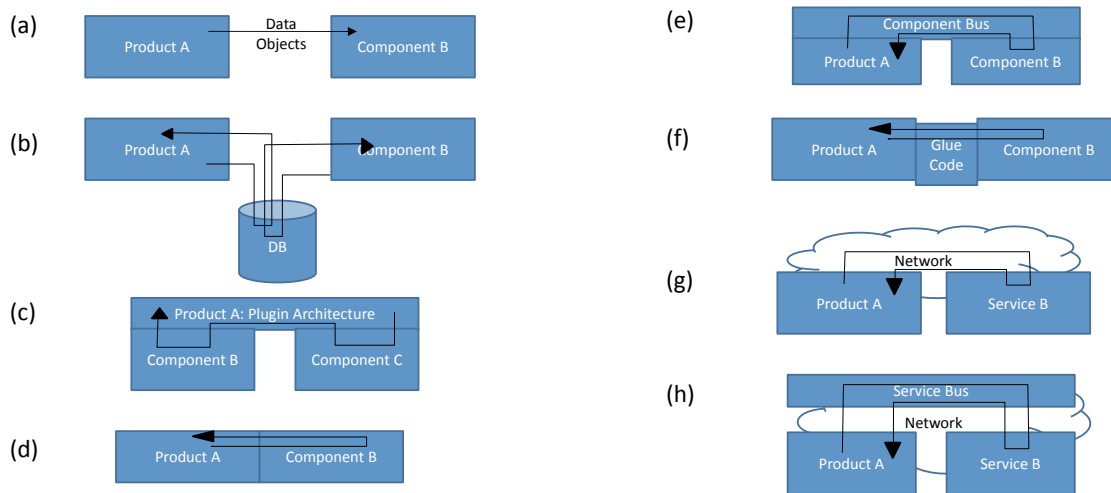 (a)
Product A
Data
Objects
Component B
(b)
Product A
Component B
DB
(c)
Product A: Plugin Architecture
Component B
Component C
(d)
Product A
Component B
(e)
Component Bus
Product A
Component B
(f)
Product A
Glue
Code
Component B
(g)
Network
Product A
Service B
(h)
Service Bus
Network
Product A
Service B